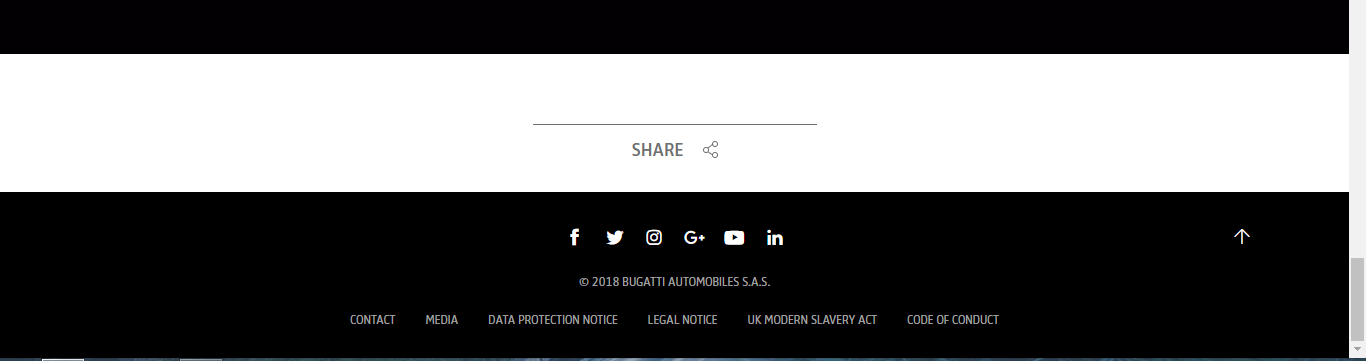 SHARE
© 2018 BUGATTI AUTOMOBILES S.A.S.
CONTACT MEDIA DATA PROTECTION NOTICE LEGAL NOTICE UK MODERN SLAVERY ACT CODE OF CONDUCT